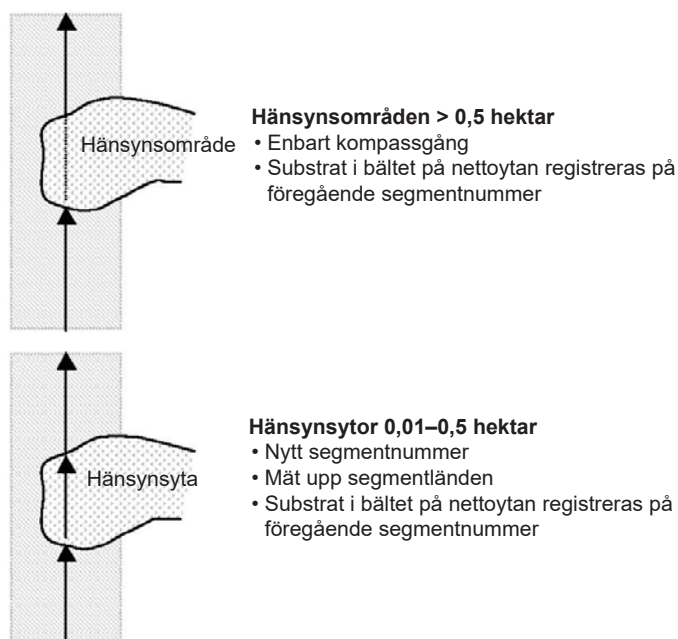 Hänsynsområde
Hänsynsområden > 0,5 hektar
• Enbart kompassgång
• Substrat i bältet på nettoytan registreras på
föregående segmentnummer
Hänsynsyta
Hänsynsytor 0,01–0,5 hektar
• Nytt segmentnummer
• Mät upp segmentländen
• Substrat i bältet på nettoytan registreras på
föregående segmentnummer